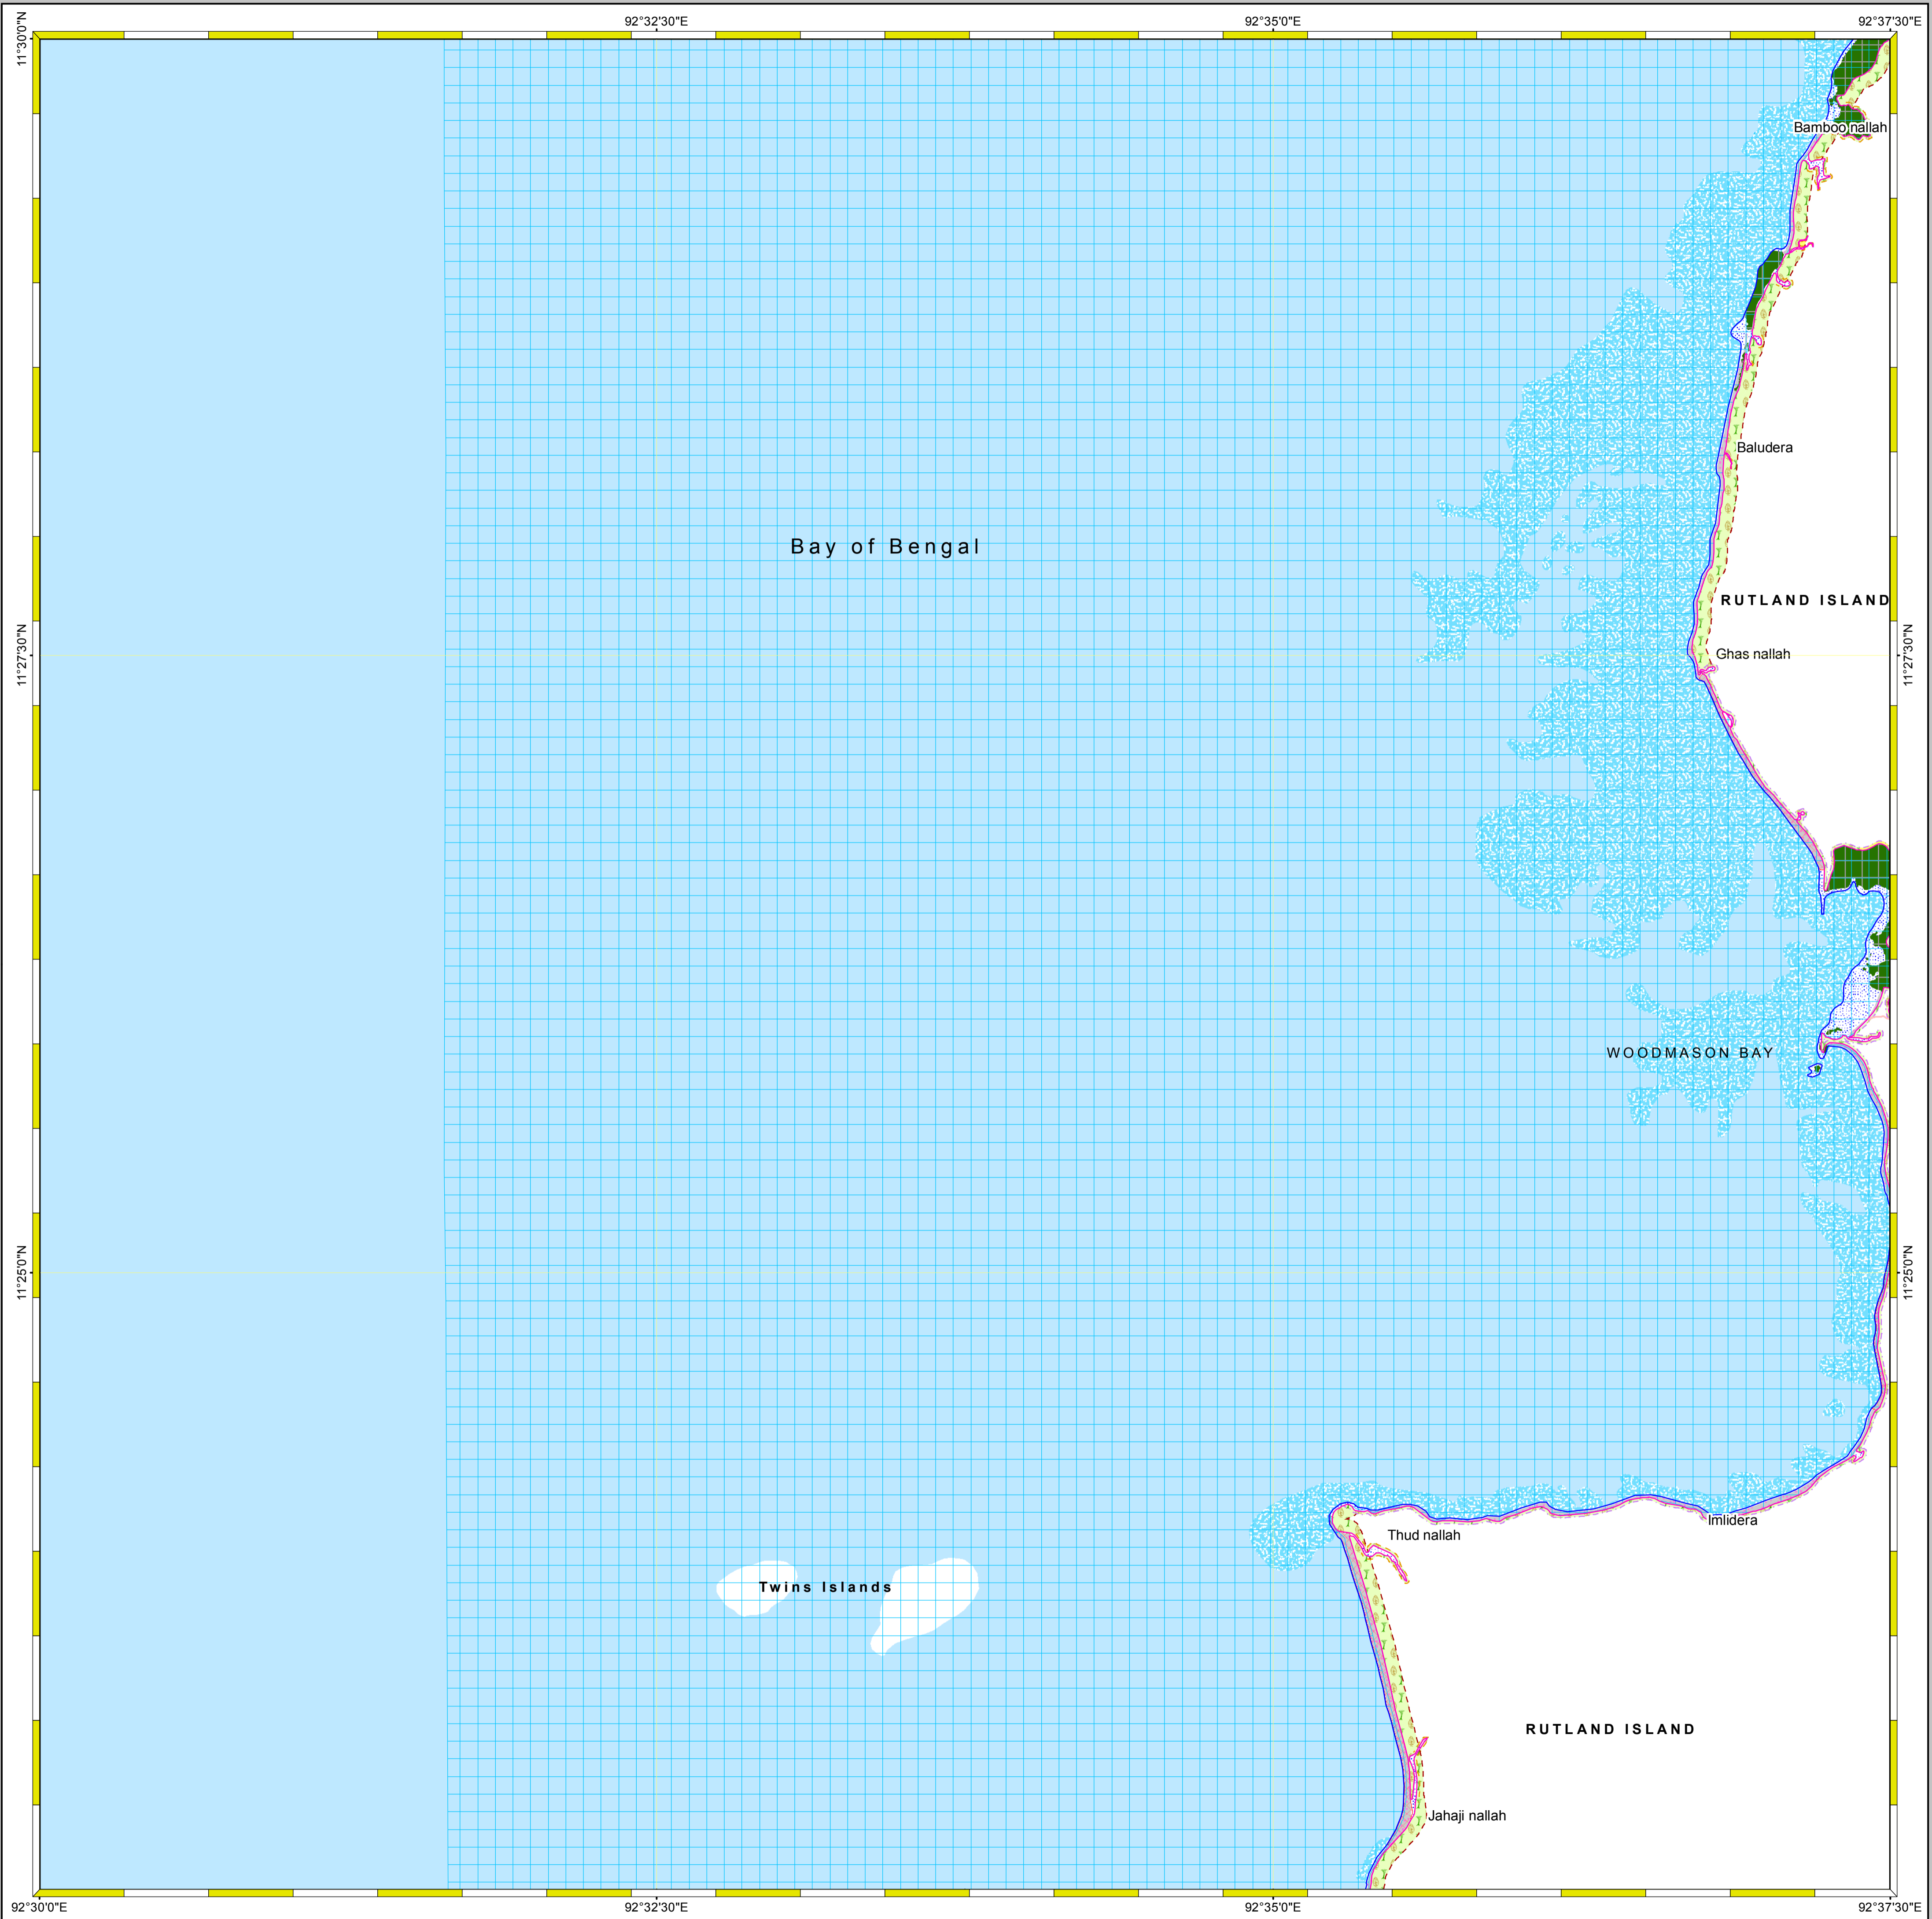 92°32'30"E
92°35'0"E
92°37'30"E
11°30'0"N
Bamboo nallah
Baludera
Bay of Bengal
RUTLAND ISLAND
11°27'30"N
Ghas nallah
11°27'30"N
WOODMASON BAY
11°25'0"N
11°25'0"N
Imlidera
Thud nallah
Twins Islands
RUTLAND ISLAND
Jahaji nallah
92°30'0"E
92°32'30"E
92°35'0"E
92°37'30"E